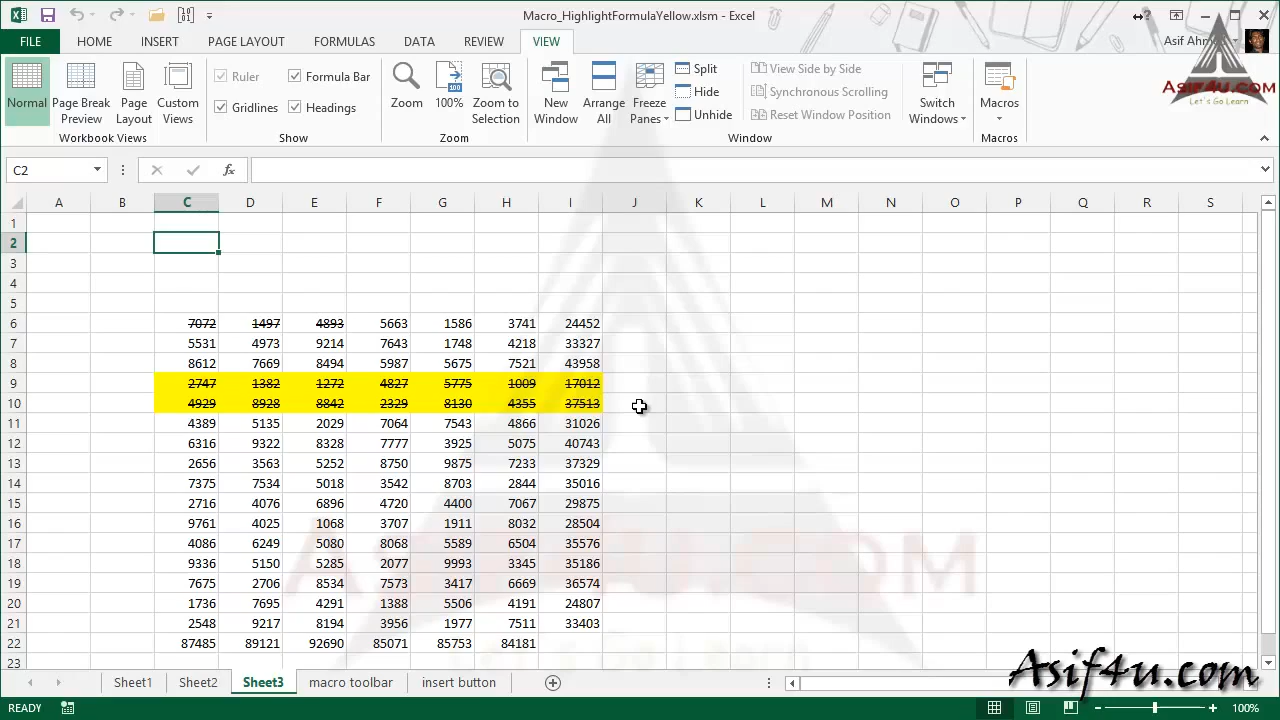 Macro_HighlightFormulaYellow.xlsm - Excel
FILE HOME INSERT PAGE LAYOUT FORMULAS DATA REVIEW VIEW
Asif
Normal
Page Break Preview
Page Layout
Custom Views
Workbook Views
Ruler
Formula Bar
Gridlines
Headings
Show
Zoom
100%
Zoom to Selection
Zoom
New Window
Arrange All
Freeze Panes
Split
Hide
Unhide
View Side by Side
Synchronous Scrolling
Reset Window Position
Switch Windows
Window
Macros
Macros
Asif4u.com
Let's Go Learn
C2
fx
A B C D E F G H I J K L M N O P Q R S
1
2
3
4
5
6 7072 1497 4893 5663 1586 3741 24452
7 5531 4973 9214 7643 1748 4218 33327
8 8612 7669 8494 5987 5675 7521 43958
9 2747 1382 1272 4827 5775 1009 17012
10 4929 8928 8842 2329 8130 4355 37513
11 4389 5135 2029 7064 7543 4866 31026
12 6316 9322 8328 7777 3925 5075 40743
13 2656 3563 5252 8750 9875 7233 37329
14 7375 7534 5018 3542 8703 2844 35016
15 2716 4076 6896 4720 4400 7067 29875
16 9761 4025 1068 3707 1911 8032 28504
17 4086 6249 5080 8068 5589 6504 35576
18 9336 5150 5285 2077 9993 3345 35186
19 7675 2706 8534 7573 3417 6669 36574
20 1736 7695 4291 1388 5506 4191 24807
21 2548 9217 8194 3956 1977 7511 33403
22 87485 89121 92690 85071 85753 84181
23
Sheet1 Sheet2 Sheet3 macro toolbar insert button
Asif4u.com
READY
100%